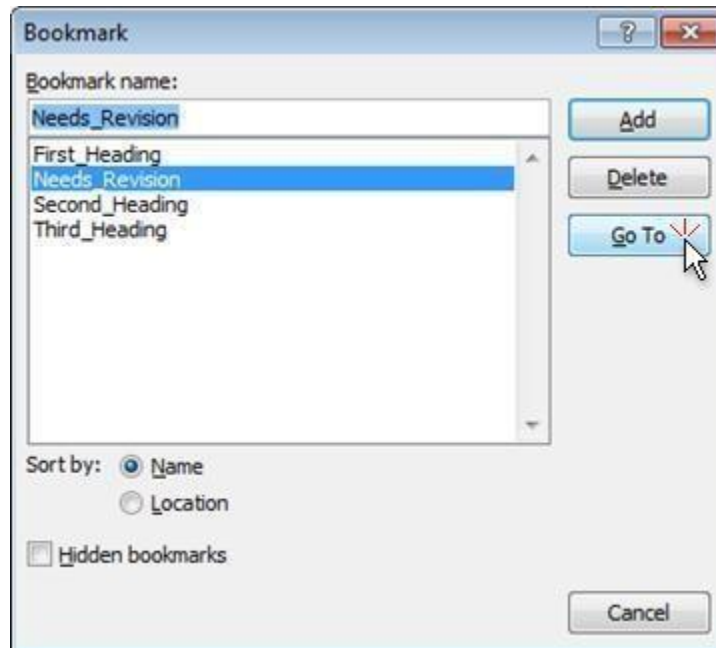 Bookmark
Bookmark name:
Needs_Revision
Add
First_Heading
Needs_Revision
Second_Heading
Third_Heading
Delete
Go To
Sort by:
Name
Location
Hidden bookmarks
Cancel